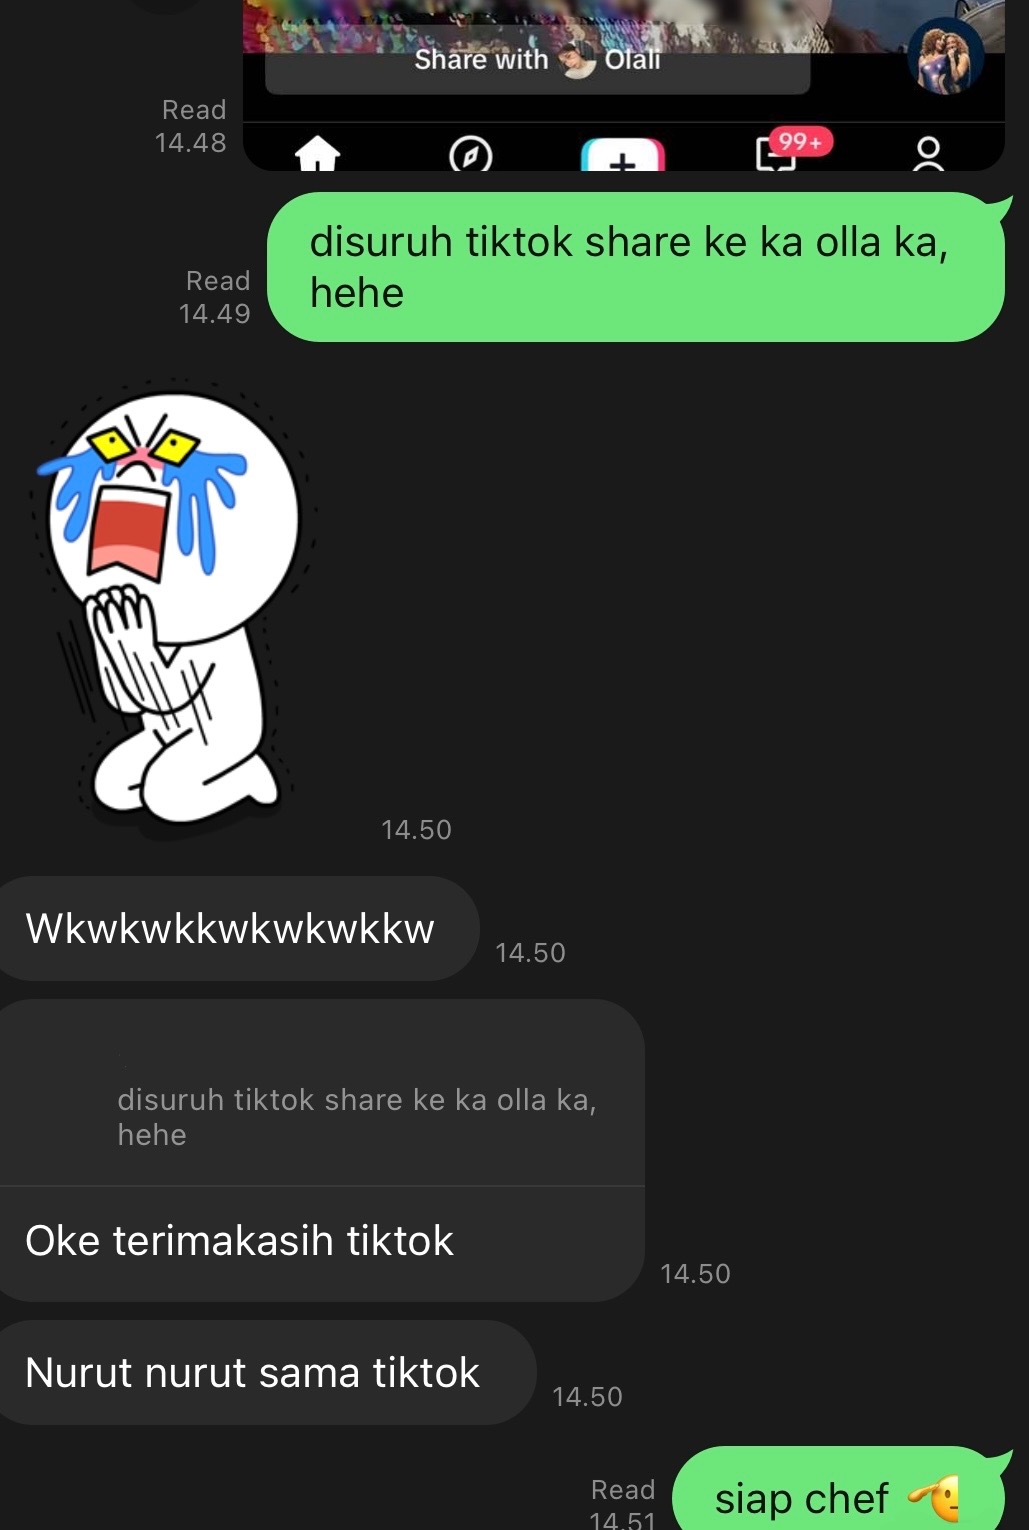 Share with Olali
Read
14.48
99+
disuruh tiktok share ke ka olla ka,
hehe
Read
14.49
14.50
Wkwkwkkwkwkwkkw
14.50
disuruh tiktok share ke ka olla ka,
hehe
Oke terimakasih tiktok
14.50
Nurut nurut sama tiktok
14.50
siap chef
Read
14.51